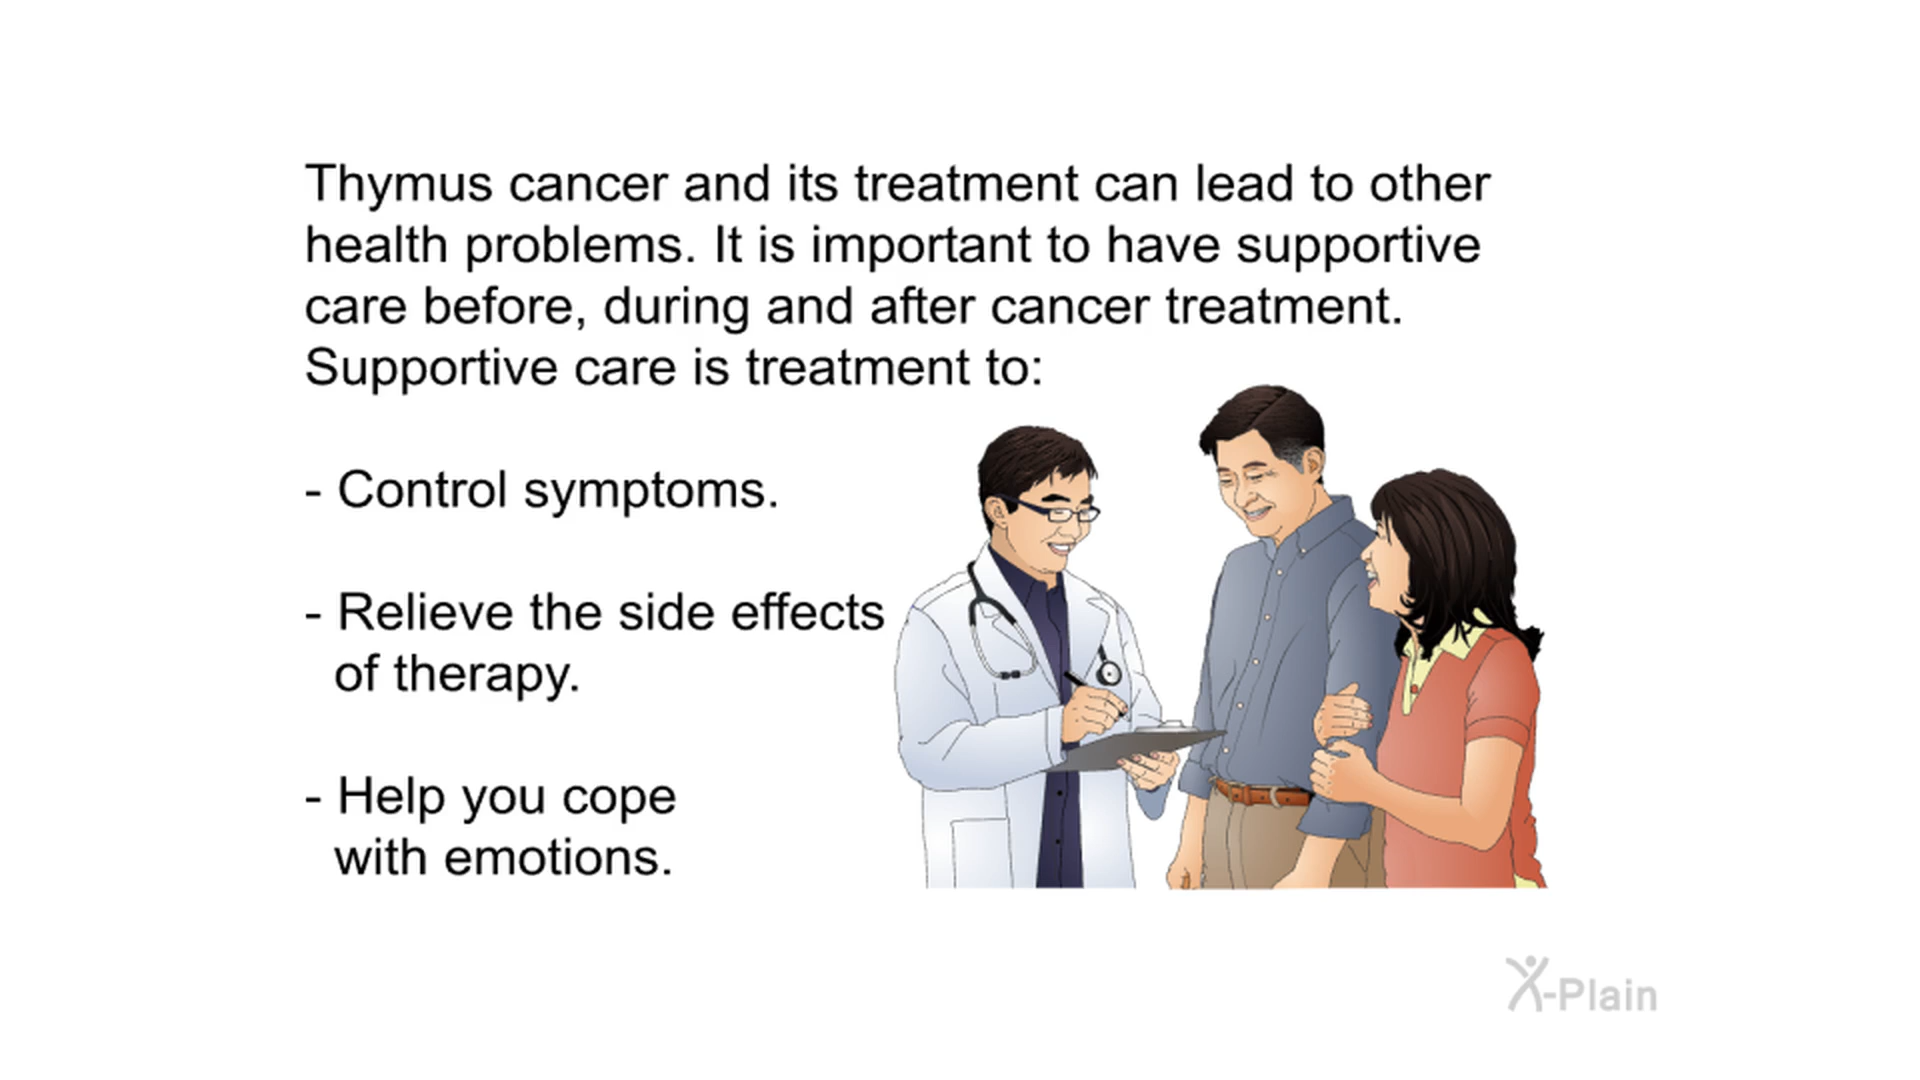 Thymus cancer and its treatment can lead to other
health problems. It is important to have supportive
care before, during and after cancer treatment.
Supportive care is treatment to:
- Control symptoms.
- Relieve the side effects
of therapy.
- Help you cope
with emotions.
X-Plain